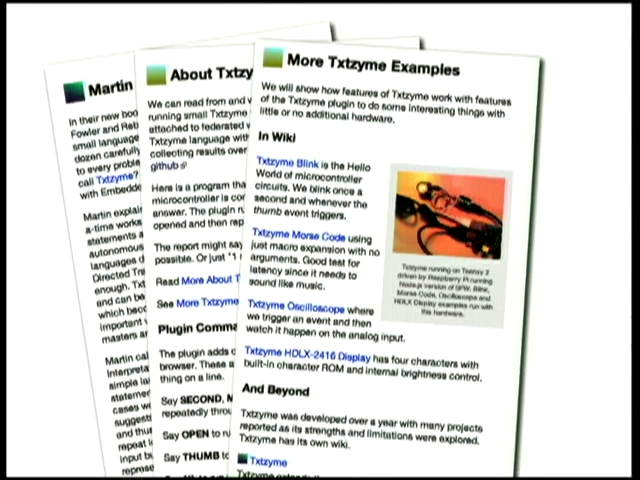 Martin
In their new boo
Fowler and Reb
small language
dozen carefully
to every proble
call Txtzyme?
with Embedde
Martin explai
a-time works
statements a
autonomous
languages d
Directed Tra
enough, Txt
and can be
which beco
important
masters ar
Martin cal
Interpreta
simple la
statemer
cases w
suggesti
and thu
repeat l
input b
represe
About Txtzy
We can read from and w
running small Txtzyme
attached to federated
Txtzyme language with
collecting results over
github
Here is a program tha
microcontroller is con
answer. The plugin ru
opened and then rep
The report might say
possible. Or just "1
Read More About T
See More Txtzyme
Plugin Comma
The plugin adds c
browser. These a
thing on a line.
Say SECOND, M
repeatedly throu
Say OPEN to ru
Say THUMB to
More Txtzyme Examples
We will show how features of Txtzyme work with features
of the Txtzyme plugin to do some interesting things with
little or no additional hardware.
In Wiki
Txtzyme Blink is the Hello
World of microcontroller
circuits. We blink once a
second and whenever the
thumb event triggers.
Txtzyme Morse Code using
just macro expansion with no
arguments. Good test for
latency since it needs to
sound like music.
Txtzyme Oscilloscope where
we trigger an event and then
watch it happen on the analog input.
Txtzyme HDLX-2416 Display has four characters with
built-in character ROM and internal brightness control.
Txtzyme running on Teensy 2
driven by Raspberry Pi running
Node.js version of SFW. Blink,
Morse Code, Oscilloscope and
HDLX Display examples run with
this hardware.
And Beyond
Txtzyme was developed over a year with many projects
reported as its strengths and limitations were explored.
Txtzyme has its own wiki.
Txtzyme